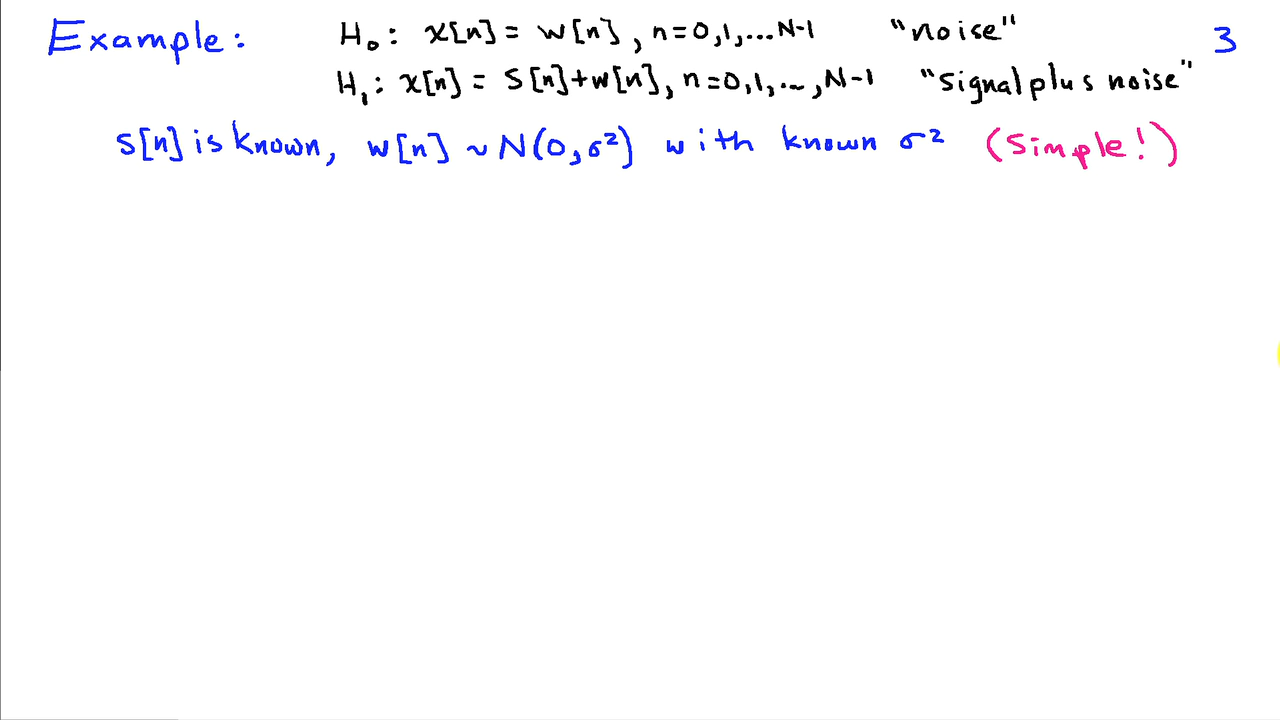 Example: H₀: x[n] = w[n], n=0,1,...N-1 "noise" 3
H₁: x[n] = s[n]+w[n], n=0,1,...,N-1 "signal plus noise"
s[n] is known, w[n] ~ N(0,σ²) with known σ² (simple!)